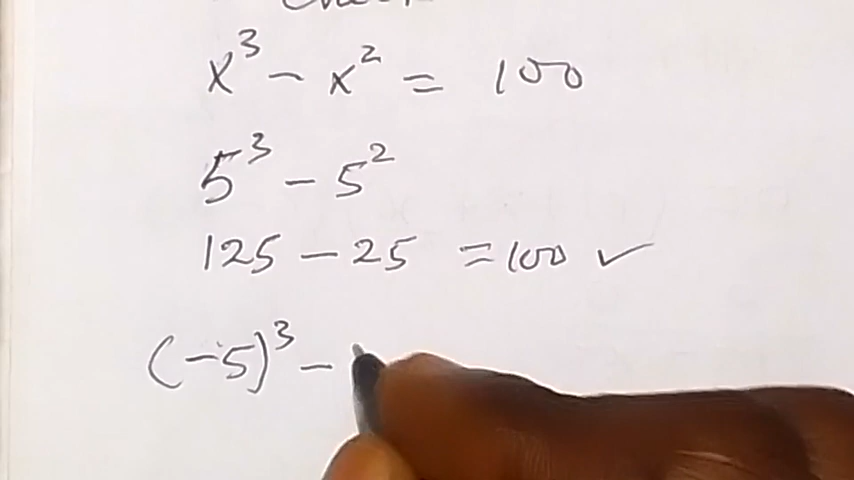 x³ - x² = 100
5³ - 5²
125 - 25 = 100 ✓
(-5)³ -